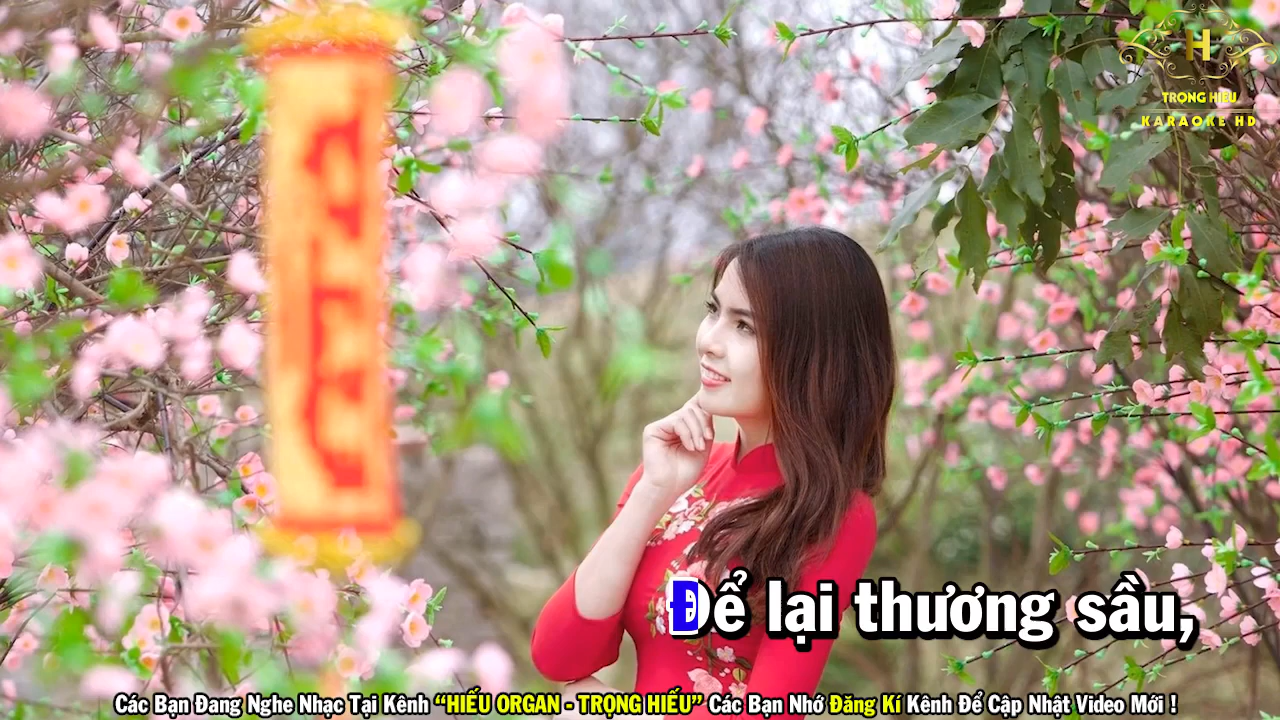 H
TRỌNG HIẾU
KARAOKE HD
Để lại thương sầu,
Các Bạn Đang Nghe Nhạc Tại Kênh “HIẾU ORGAN - TRỌNG HIẾU” Các Bạn Nhớ Đăng Kí Kênh Để Cập Nhật Video Mới !